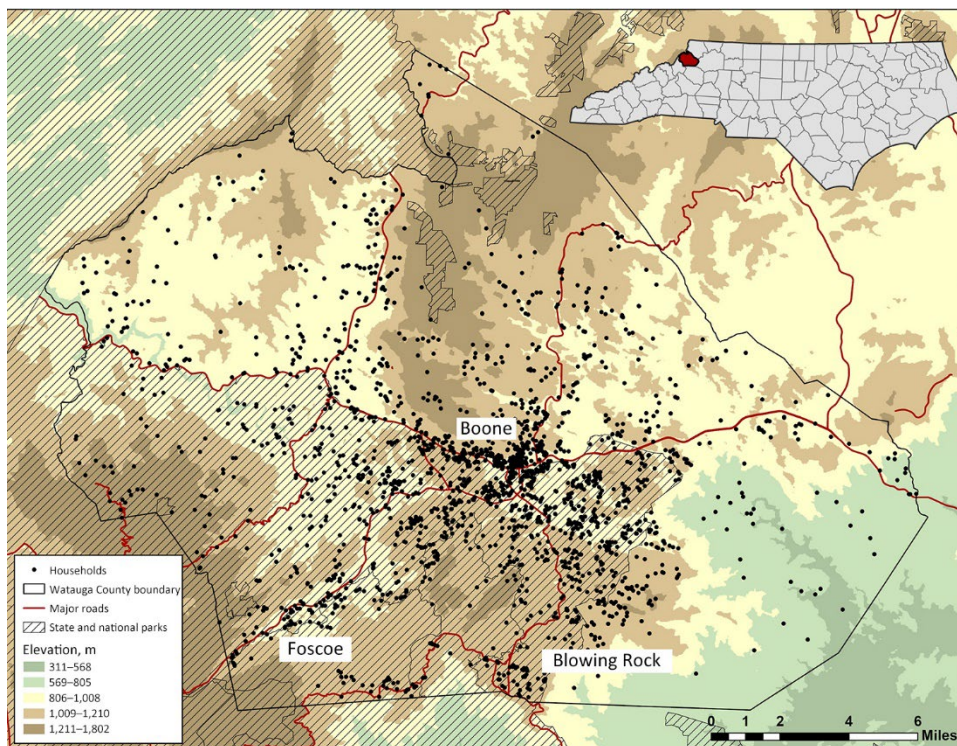 Boone
Foscoe
Blowing Rock
Households
Watauga County boundary
Major roads
State and national parks
Elevation, m
311–568
569–805
806–1,008
1,009–1,210
1,211–1,802
0 1 2 4 6
Miles